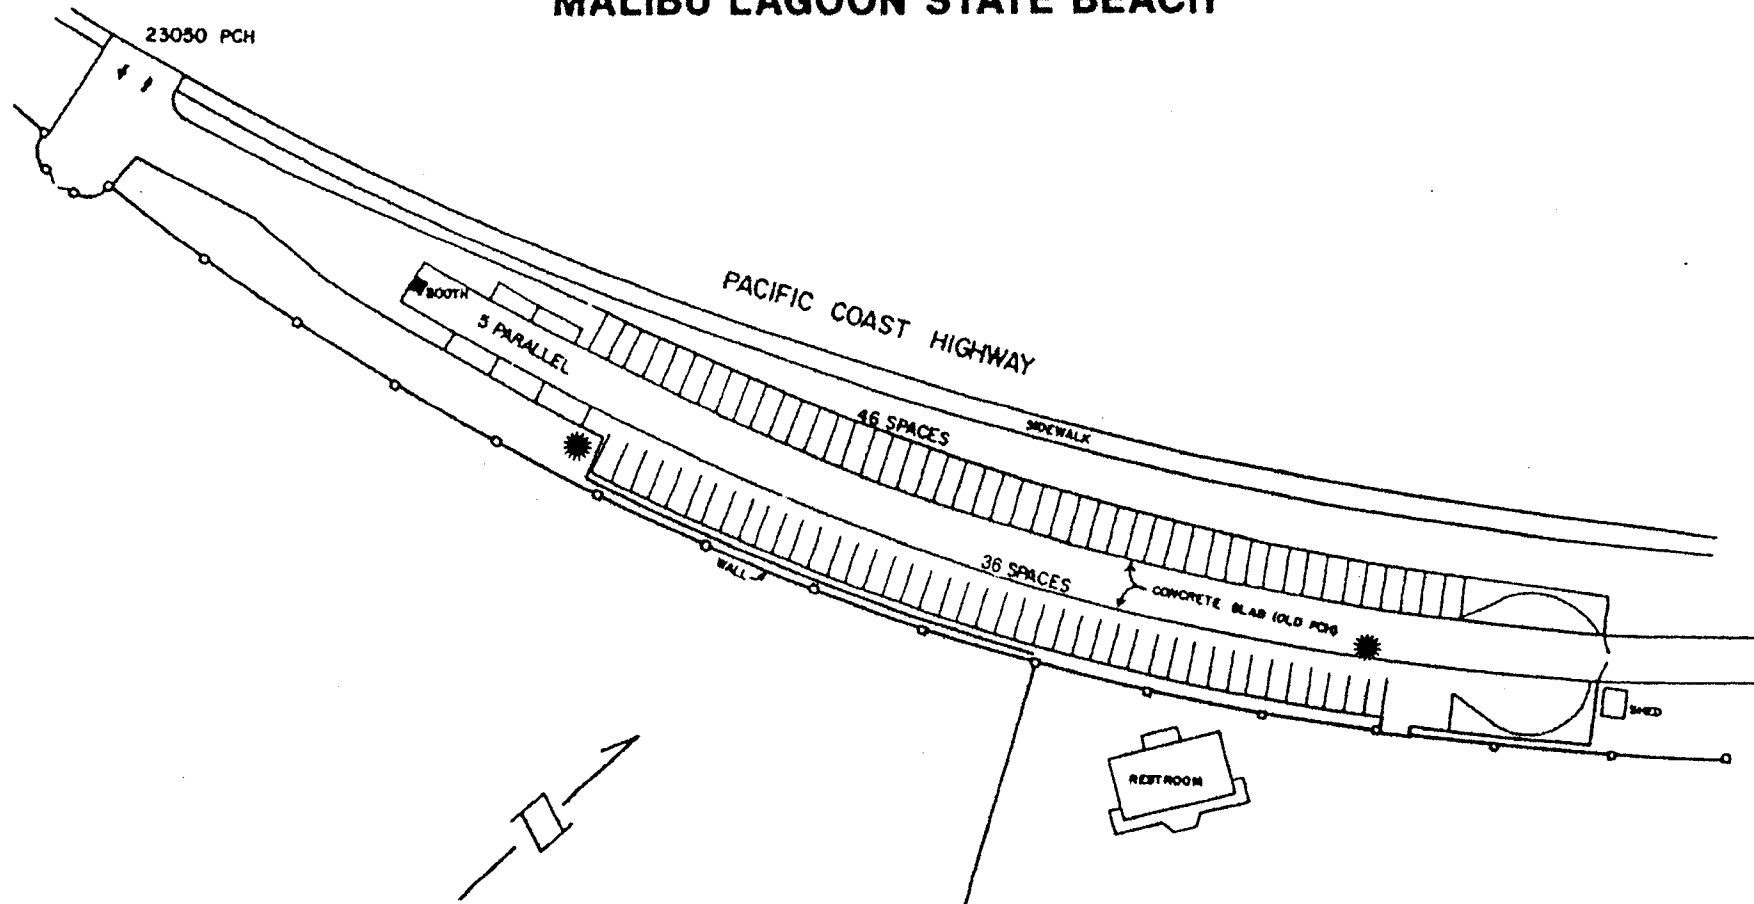 MALIBU LAGOON STATE BEACH
23050 PCH
PACIFIC COAST HIGHWAY
BOOTH
5 PARALLEL
46 SPACES
SIDEWALK
36 SPACES
WALL
CONCRETE SLAB (OLD PCH)
SHED
RESTROOM
N